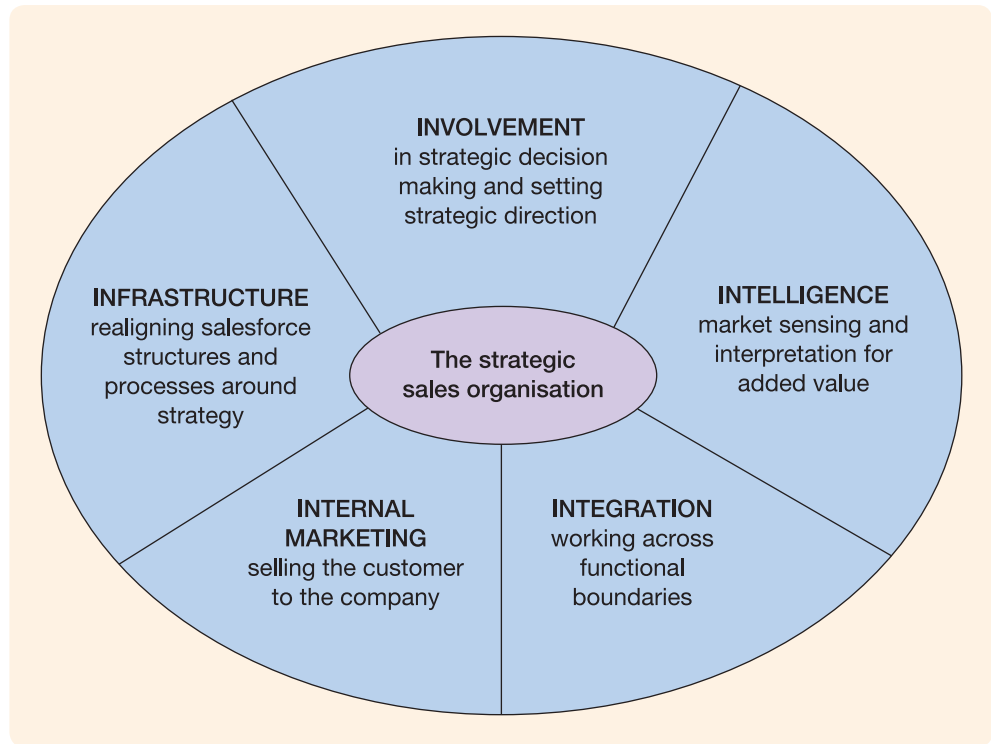 INVOLVEMENT
in strategic decision
making and setting
strategic direction
INTELLIGENCE
market sensing and
interpretation for
added value
INTEGRATION
working across
functional
boundaries
INTERNAL
MARKETING
selling the customer
to the company
INFRASTRUCTURE
realigning salesforce
structures and
processes around
strategy
The strategic
sales organisation